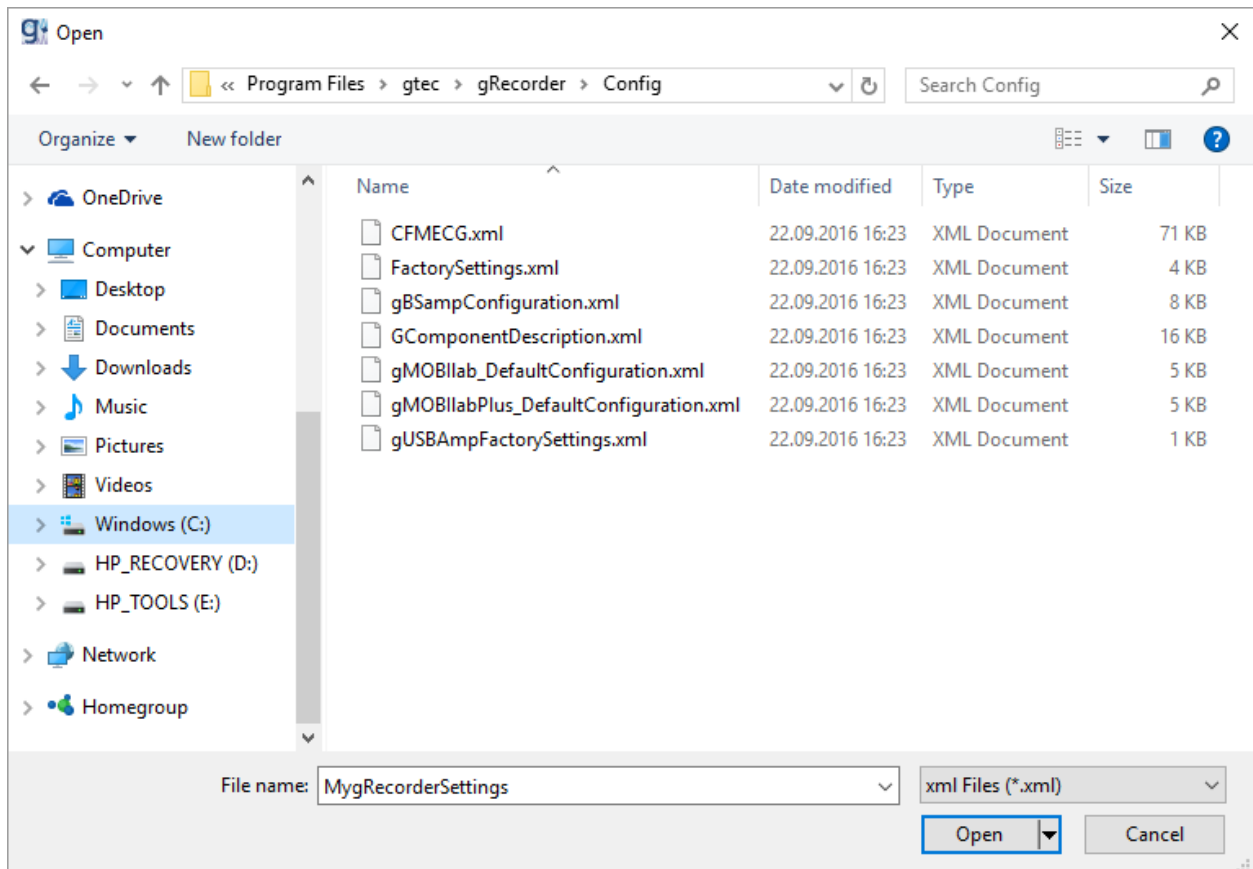 Open
« Program Files > gtec > gRecorder > Config
Search Config
Organize
New folder
OneDrive
Computer
Desktop
Documents
Downloads
Music
Pictures
Videos
Windows (C:)
HP_RECOVERY (D:)
HP_TOOLS (E:)
Network
Homegroup
Name Date modified Type Size
CFMECG.xml 22.09.2016 16:23 XML Document 71 KB
FactorySettings.xml 22.09.2016 16:23 XML Document 4 KB
gBSampConfiguration.xml 22.09.2016 16:23 XML Document 8 KB
GComponentDescription.xml 22.09.2016 16:23 XML Document 16 KB
gMOBIlab_DefaultConfiguration.xml 22.09.2016 16:23 XML Document 5 KB
gMOBIlabPlus_DefaultConfiguration.xml 22.09.2016 16:23 XML Document 5 KB
gUSBAmpFactorySettings.xml 22.09.2016 16:23 XML Document 1 KB
File name: MygRecorderSettings
xml Files (*.xml)
Open
Cancel